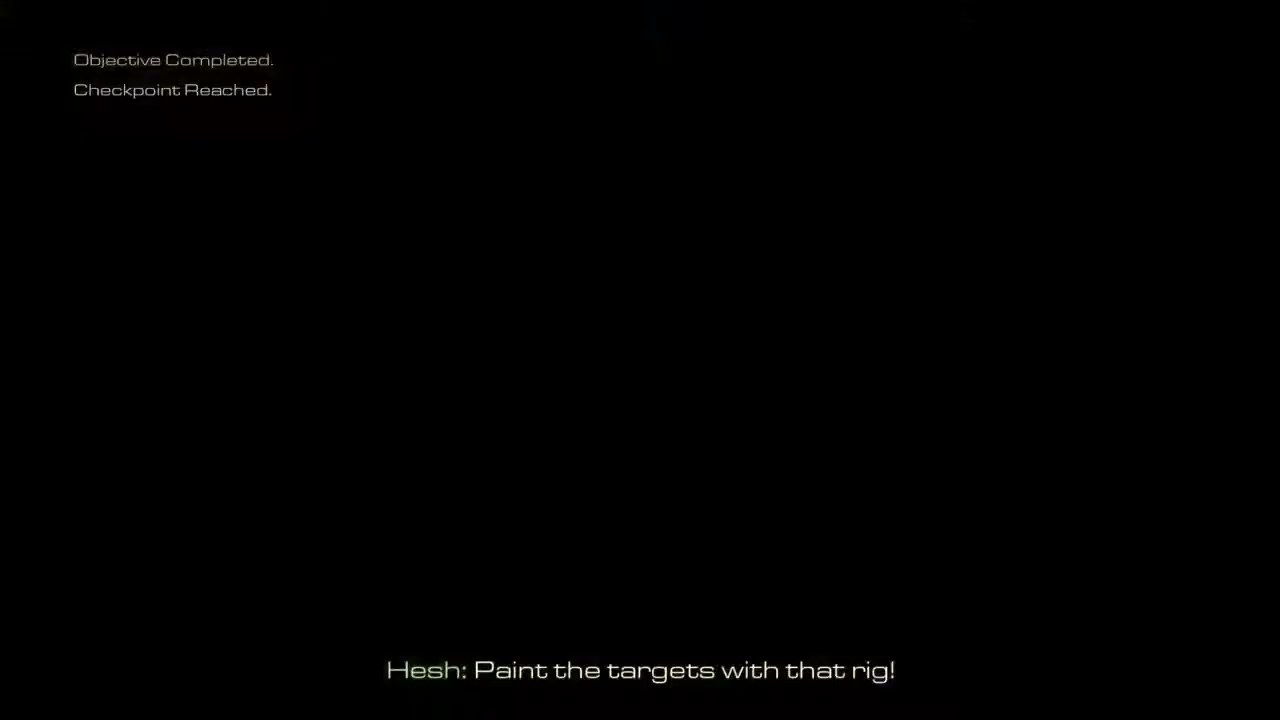 Objective Completed.
Checkpoint Reached.
Hesh: Paint the targets with that rig!